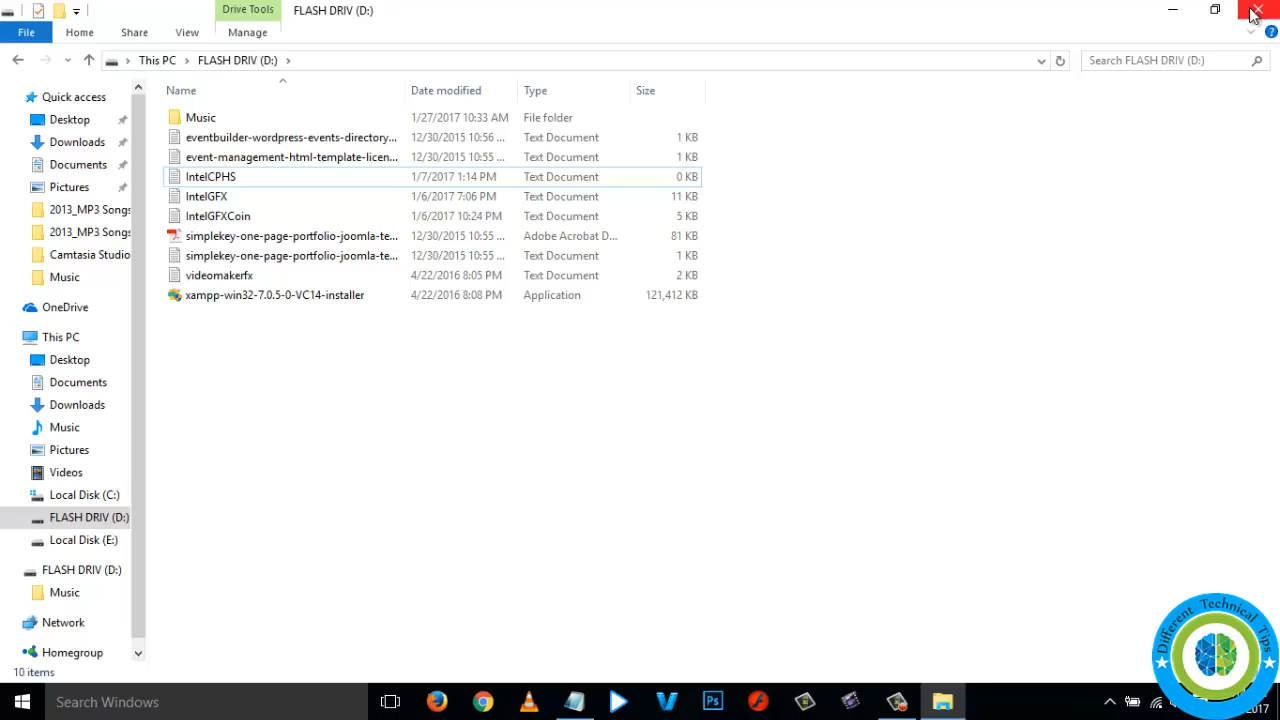 Drive Tools FLASH DRIV (D:)
File Home Share View Manage
This PC FLASH DRIV (D:) Search FLASH DRIV (D:)
Name Date modified Type Size
Quick access
Desktop
Downloads
Documents
Pictures
2013_MP3 Songs
2013_MP3 Songs
Camtasia Studio
Music
OneDrive
This PC
Desktop
Documents
Downloads
Music
Pictures
Videos
Local Disk (C:)
FLASH DRIV (D:)
Local Disk (E:)
FLASH DRIV (D:)
Music
Network
Homegroup
Music 1/27/2017 10:33 AM File folder
eventbuilder-wordpress-events-directory... 12/30/2015 10:56 ... Text Document 1 KB
event-management-html-template-licen... 12/30/2015 10:55 ... Text Document 1 KB
IntelCPHS 1/7/2017 1:14 PM Text Document 0 KB
IntelGFX 1/6/2017 7:06 PM Text Document 11 KB
IntelGFXCoin 1/6/2017 10:24 PM Text Document 5 KB
simplekey-one-page-portfolio-joomla-te... 12/30/2015 10:55 ... Adobe Acrobat D... 81 KB
simplekey-one-page-portfolio-joomla-te... 12/30/2015 10:55 ... Text Document 1 KB
videomakerfx 4/22/2016 8:05 PM Text Document 2 KB
xampp-win32-7.0.5-0-VC14-installer 4/22/2016 8:08 PM Application 121,412 KB
10 items
Different Technical Tips
Search Windows
Ps
2017